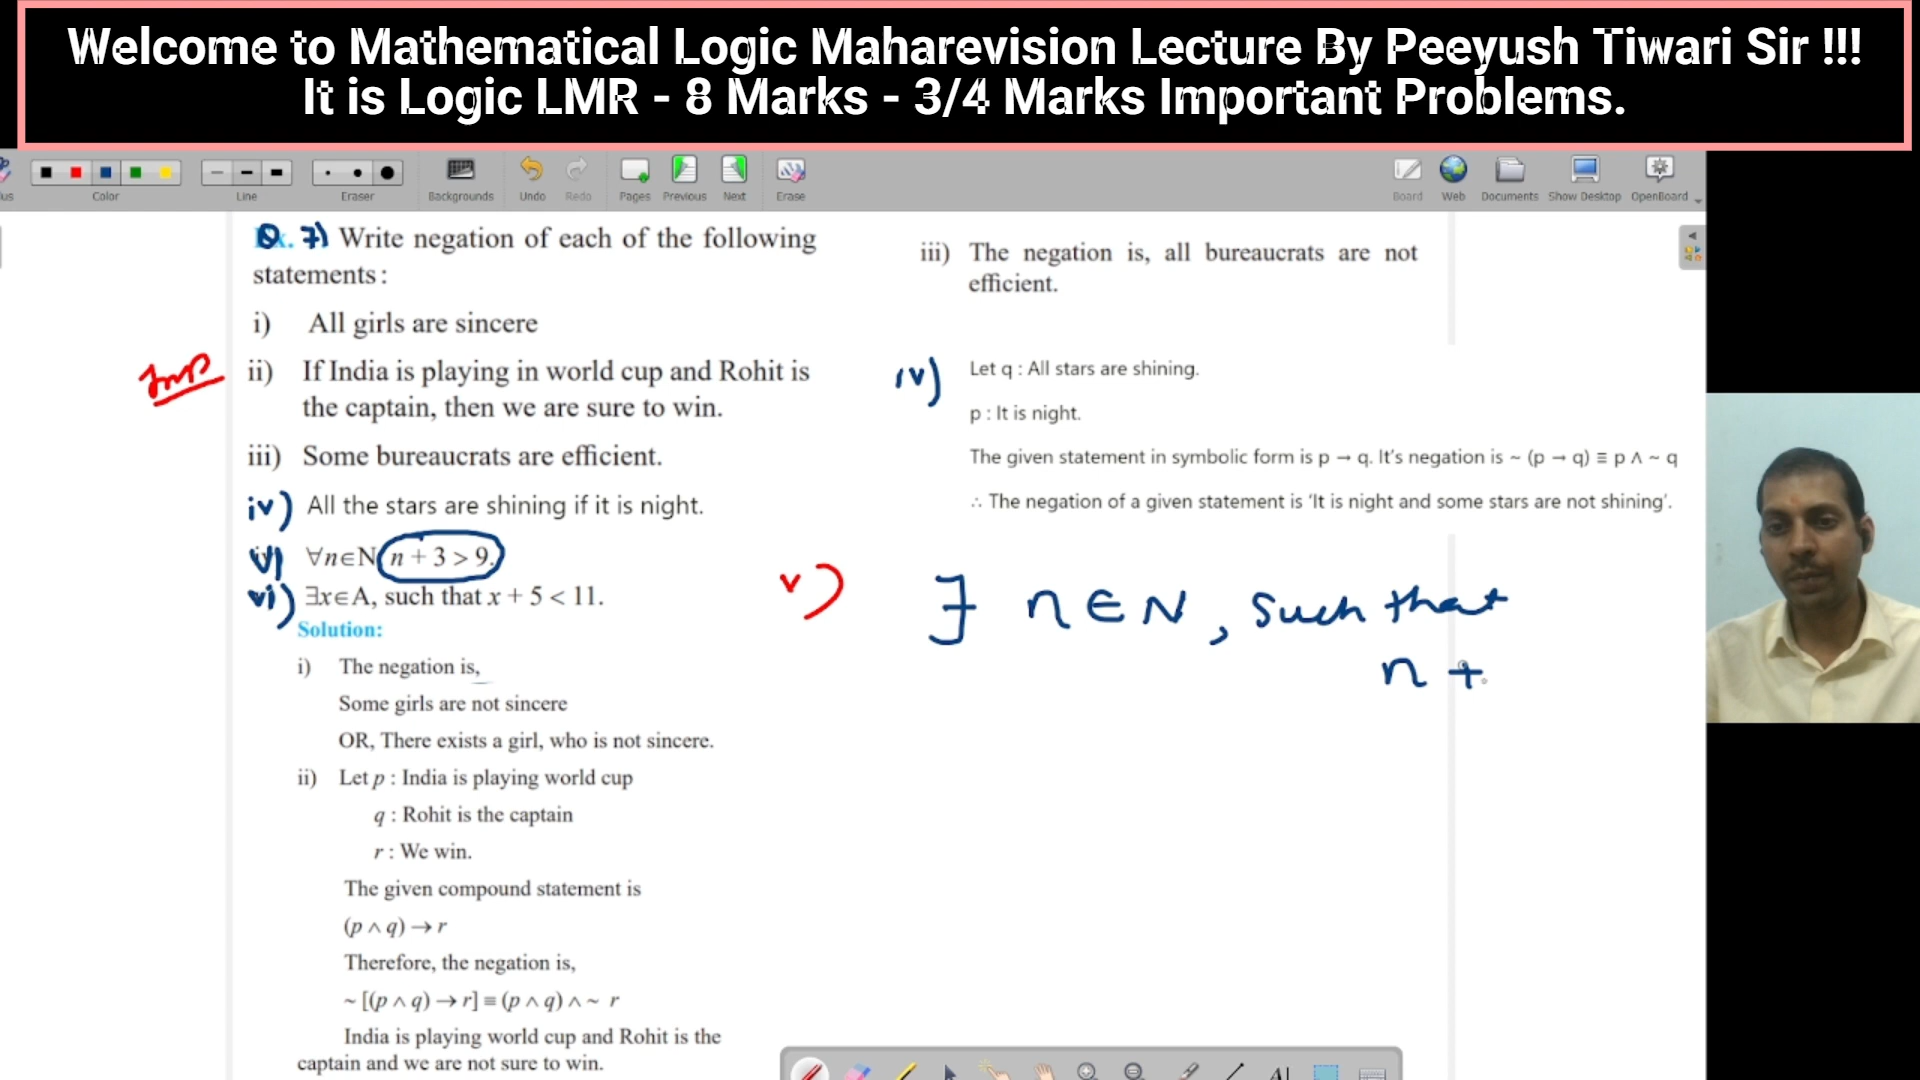 Welcome to Mathematical Logic Maharevision Lecture By Peeyush Tiwari Sir !!!
It is Logic LMR - 8 Marks - 3/4 Marks Important Problems.
Color
Line
Eraser
Backgrounds
Undo
Redo
Pages
Previous
Next
Erase
Board
Web
Documents
Show Desktop
OpenBoard
Q. 7) Write negation of each of the following
statements :
i) All girls are sincere
Imp
ii) If India is playing in world cup and Rohit is
the captain, then we are sure to win.
iii) Some bureaucrats are efficient.
iv) All the stars are shining if it is night.
v) ∀n∈N, n + 3 > 9.
vi) ∃x∈A, such that x + 5 < 11.
Solution:
i) The negation is,
Some girls are not sincere
OR, There exists a girl, who is not sincere.
ii) Let p : India is playing world cup
q : Rohit is the captain
r : We win.
The given compound statement is
(p ∧ q) → r
Therefore, the negation is,
~ [(p ∧ q) → r] ≡ (p ∧ q) ∧ ~ r
India is playing world cup and Rohit is the
captain and we are not sure to win.
iii) The negation is, all bureaucrats are not
efficient.
iv) Let q : All stars are shining.
p : It is night.
The given statement in symbolic form is p → q. It's negation is ~ (p → q) ≡ p ∧ ~ q
∴ The negation of a given statement is 'It is night and some stars are not shining'.
v) ∃ n ∈ N, such that
n +